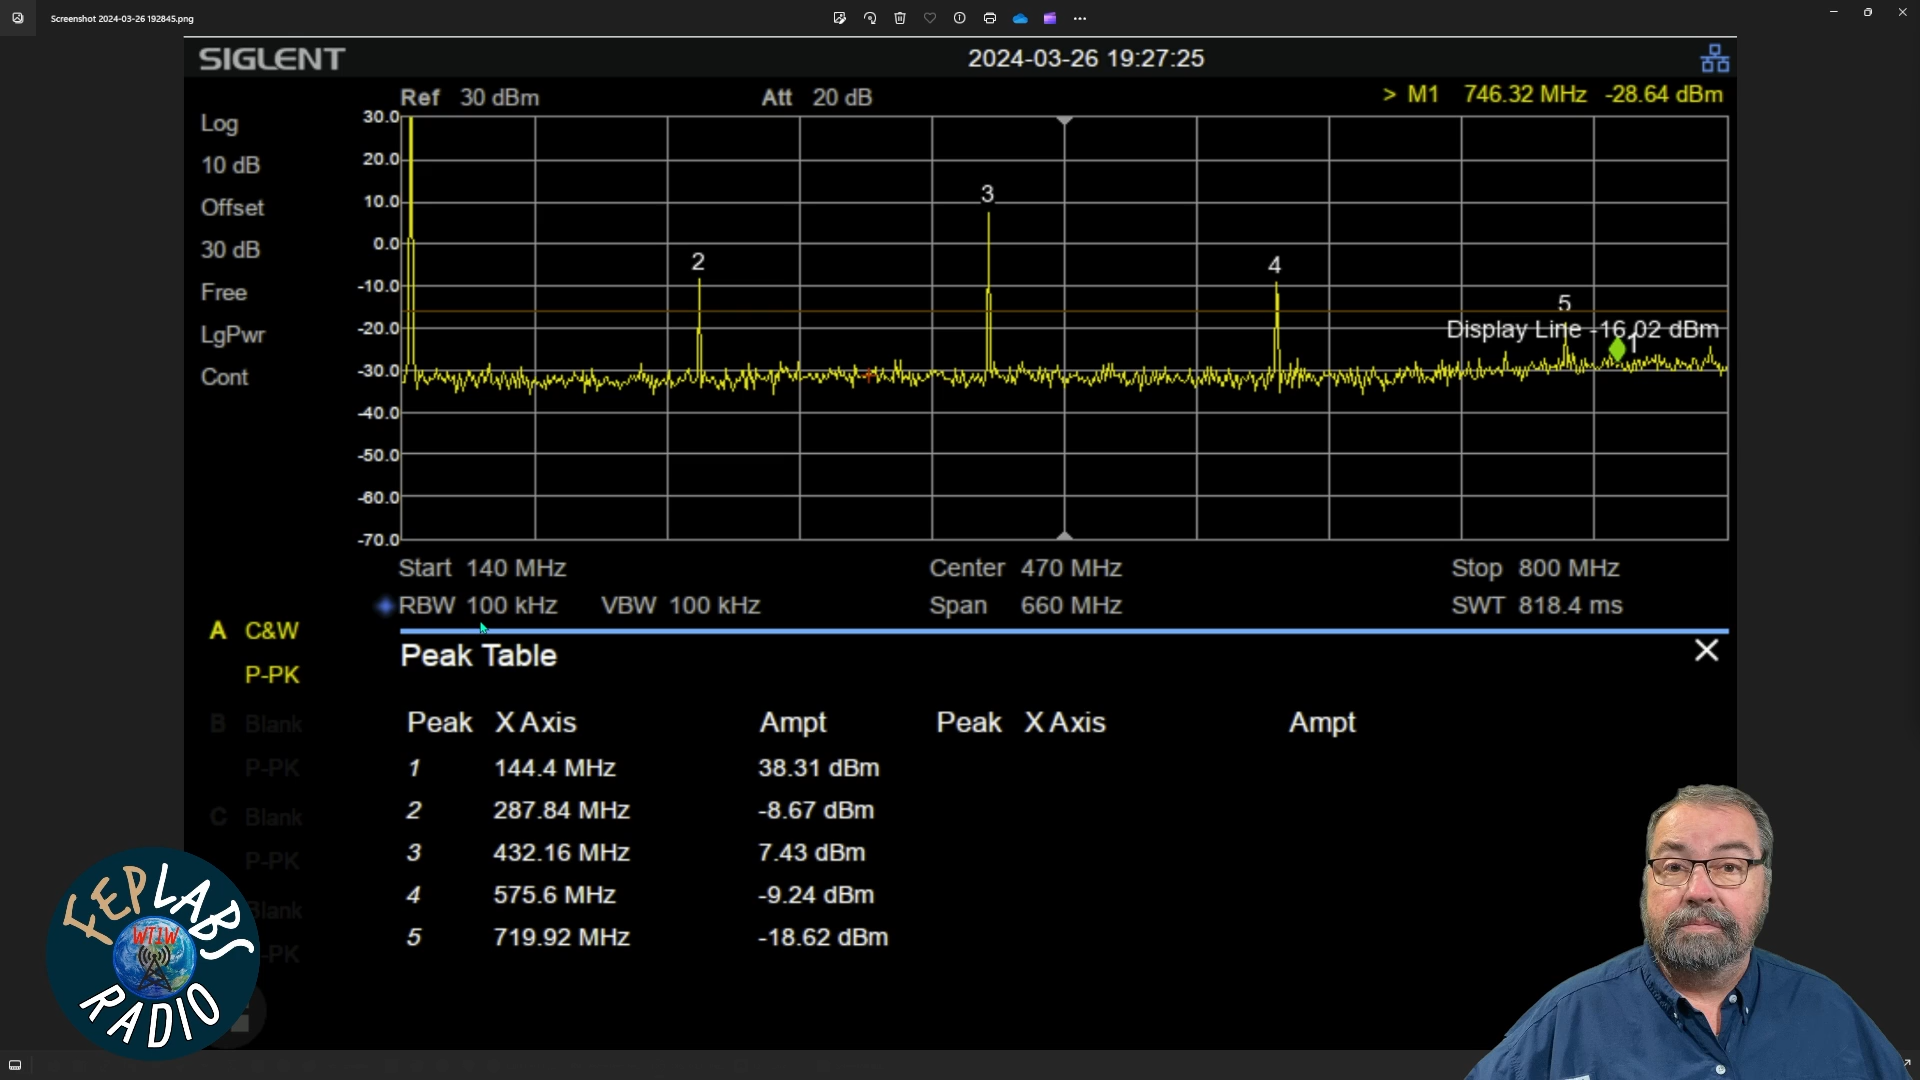 Screenshot 2024-03-26 192845.png
SIGLENT
2024-03-26 19:27:25
Ref 30 dBm
Att 20 dB
> M1 746.32 MHz -28.64 dBm
Log
10 dB
Offset
30 dB
Free
LgPwr
Cont
30.0
20.0
10.0
0.0
-10.0
-20.0
-30.0
-40.0
-50.0
-60.0
-70.0
2
3
4
5
Display Line -16.02 dBm
1
Start 140 MHz
Center 470 MHz
Stop 800 MHz
RBW 100 kHz
VBW 100 kHz
Span 660 MHz
SWT 818.4 ms
A C&W
P-PK
B Blank
P-PK
C Blank
P-PK
Blank
-PK
Peak Table
Peak X Axis Ampt Peak X Axis Ampt
1 144.4 MHz 38.31 dBm
2 287.84 MHz -8.67 dBm
3 432.16 MHz 7.43 dBm
4 575.6 MHz -9.24 dBm
5 719.92 MHz -18.62 dBm
FEPLABS
WT1W
RADIO